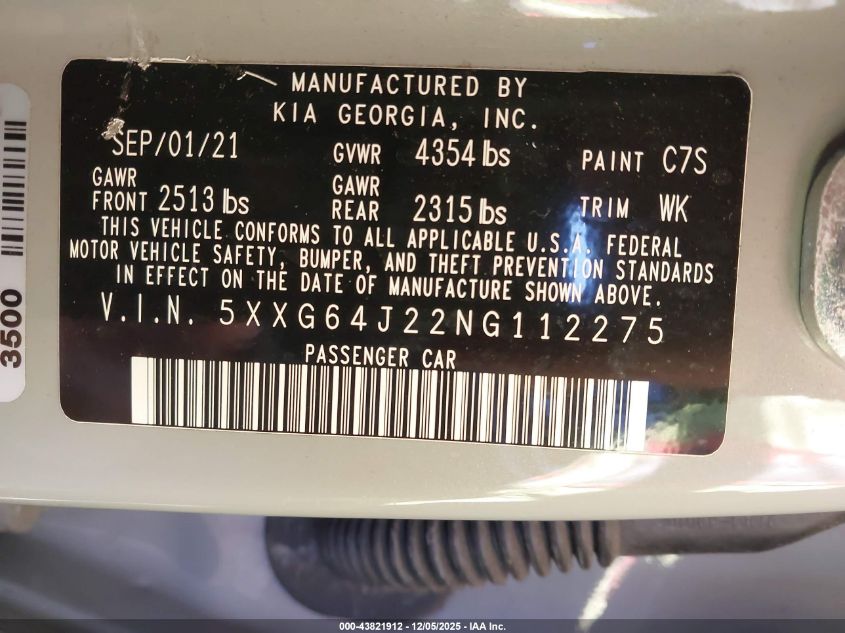 MANUFACTURED BY
KIA GEORGIA, INC.
SEP/01/21 GVWR 4354 lbs PAINT C7S
GAWR FRONT 2513 lbs GAWR REAR 2315 lbs TRIM WK
THIS VEHICLE CONFORMS TO ALL APPLICABLE U.S.A. FEDERAL
MOTOR VEHICLE SAFETY, BUMPER, AND THEFT PREVENTION STANDARDS
IN EFFECT ON THE DATE OF MANUFACTURE SHOWN ABOVE.
V.I.N. 5XXG64J22NG112275
PASSENGER CAR
3500
000-43821912 - 12/05/2025 - IAA Inc.